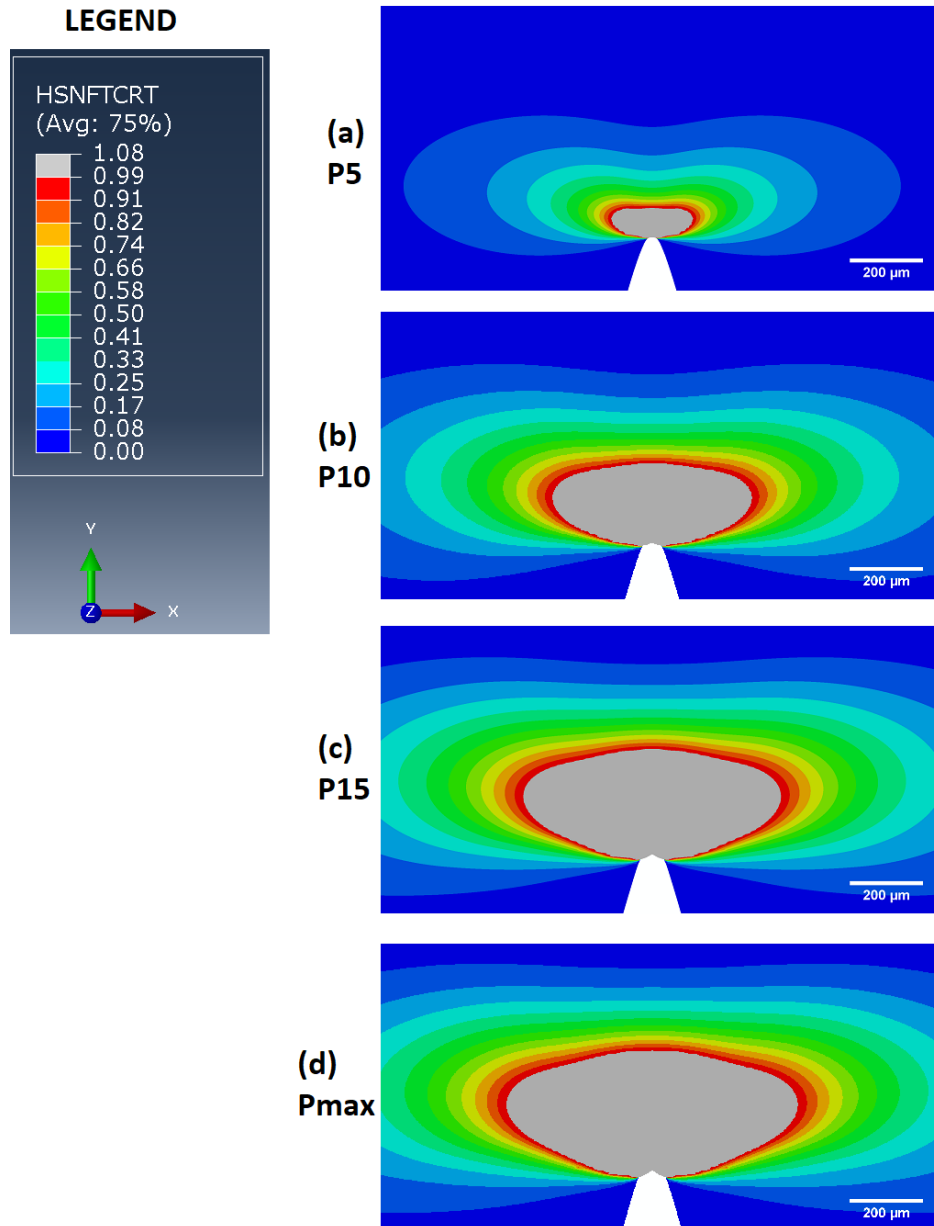 LEGEND
HSNFTCRT
(Avg: 75%)
1.08
0.99
0.91
0.82
0.74
0.66
0.58
0.50
0.41
0.33
0.25
0.17
0.08
0.00
Y
Z
X
(a)
P5
200 µm
(b)
P10
200 µm
(c)
P15
200 µm
(d)
Pmax
200 µm